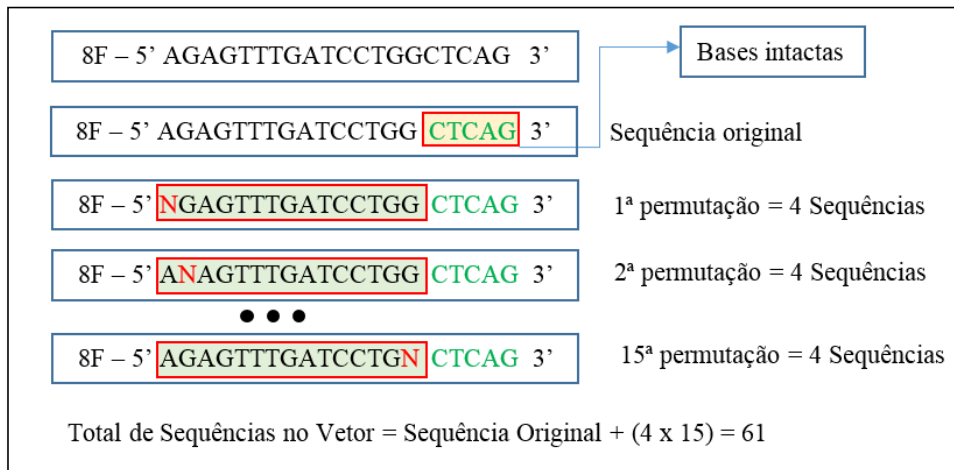 8F – 5’ AGAGTTTGATCCTGGCTCAG 3’
Bases intactas
8F – 5’ AGAGTTTGATCCTGG CTCAG 3’
Sequência original
8F – 5’ NGAGTTTGATCCTGG CTCAG 3’
1ª permutação = 4 Sequências
8F – 5’ ANAGTTTGATCCTGG CTCAG 3’
2ª permutação = 4 Sequências
8F – 5’ AGAGTTTGATCCTGN CTCAG 3’
15ª permutação = 4 Sequências
Total de Sequências no Vetor = Sequência Original + (4 x 15) = 61